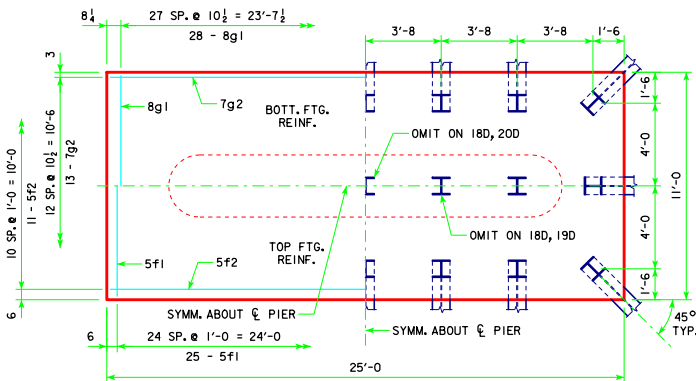 8¼
27 SP.@ 10½ = 23'-7½
28 - 8g1
3'-8
3'-8
3'-8
1'-6
3
8g1
7g2
BOTT. FTG.
REINF.
OMIT ON 18D, 20D
1'-6
4'-0
11'-0
4'-0
1'-6
10 SP.@ 1'-0 = 10'-0
11 - 5f2
12 SP.@ 10½ = 10'-6
13 - 7g2
OMIT ON 18D, 19D
TOP FTG.
REINF.
5f1
5f2
6
SYMM. ABOUT ℄ PIER
SYMM. ABOUT ℄ PIER
45°
TYP.
6
24 SP.@ 1'-0 = 24'-0
25 - 5f1
25'-0